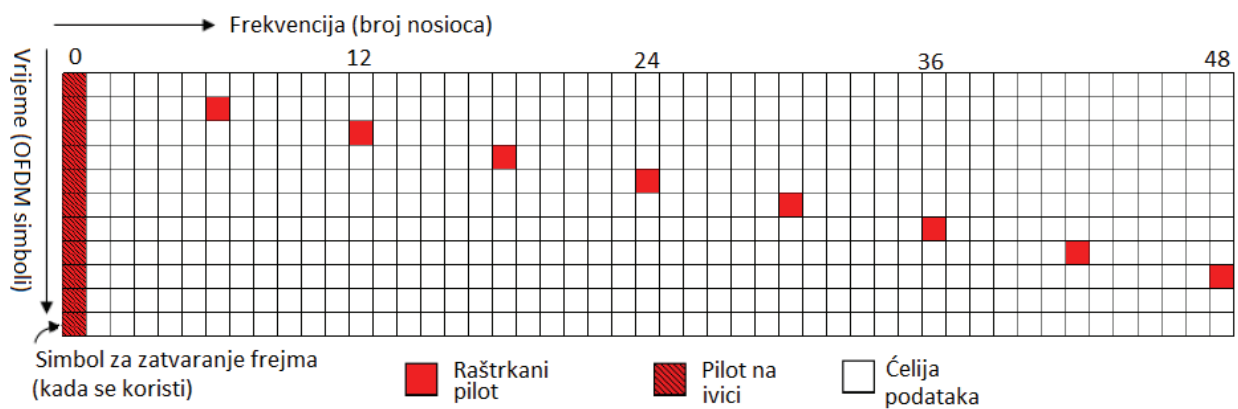 Frekvencija (broj nosioca)
0 12 24 36 48
Vrijeme (OFDM simboli)
Simbol za zatvaranje frejma
(kada se koristi)
Raštrkani
pilot
Pilot na
ivici
Ćelija
podataka